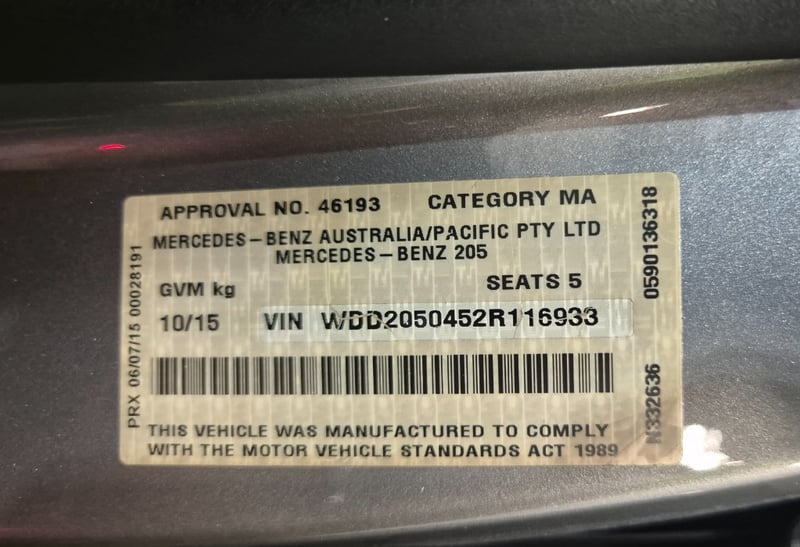 APPROVAL NO. 46193 CATEGORY MA
MERCEDES-BENZ AUSTRALIA/PACIFIC PTY LTD
MERCEDES-BENZ 205
GVM kg SEATS 5
10/15 VIN WDD2050452R116933
THIS VEHICLE WAS MANUFACTURED TO COMPLY
WITH THE MOTOR VEHICLE STANDARDS ACT 1989
PRX 06/07/15 00028191
0590136318
N332636